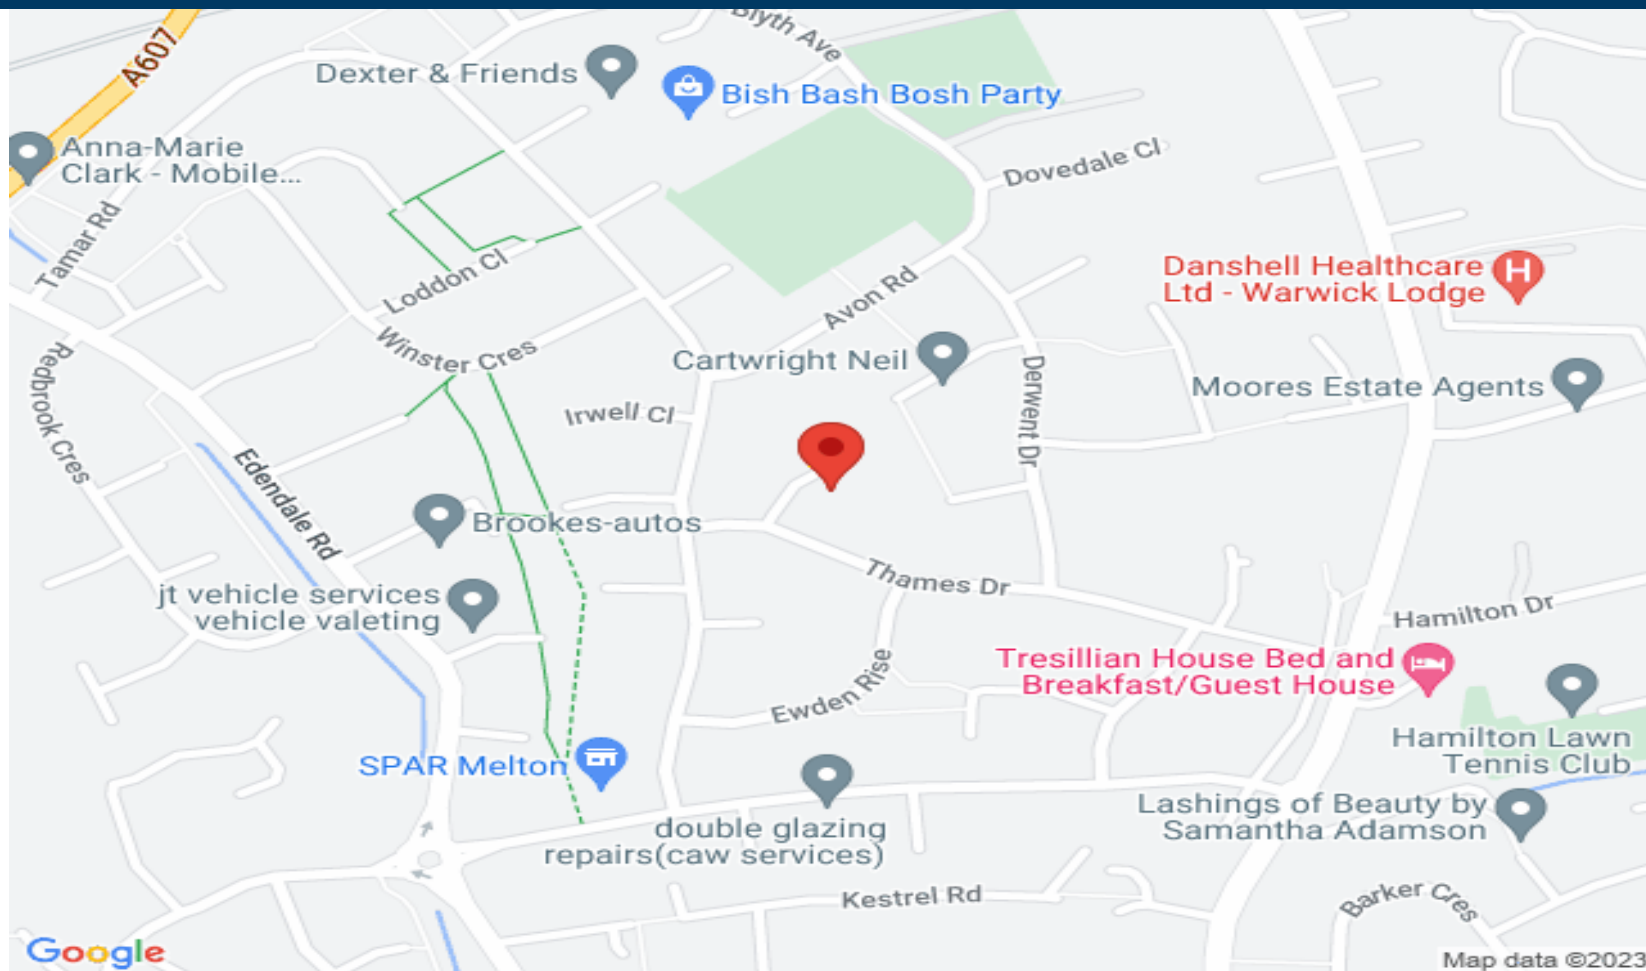 Blyth Ave
A607
Dexter & Friends
Bish Bash Bosh Party
Anna-Marie
Clark - Mobile...
Dovedale Cl
Tamar Rd
Loddon Cl
Avon Rd
Danshell Healthcare
Ltd - Warwick Lodge
Winster Cres
Cartwright Neil
Derwent Dr
Moores Estate Agents
Redbrook Cres
Irwell Cl
Edendale Rd
Brookes-autos
Thames Dr
jt vehicle services
vehicle valeting
Hamilton Dr
Tresillian House Bed and
Breakfast/Guest House
Ewden Rise
Hamilton Lawn
Tennis Club
SPAR Melton
Lashings of Beauty by
Samantha Adamson
double glazing
repairs(caw services)
Kestrel Rd
Barker Cres
Google
Map data ©2023